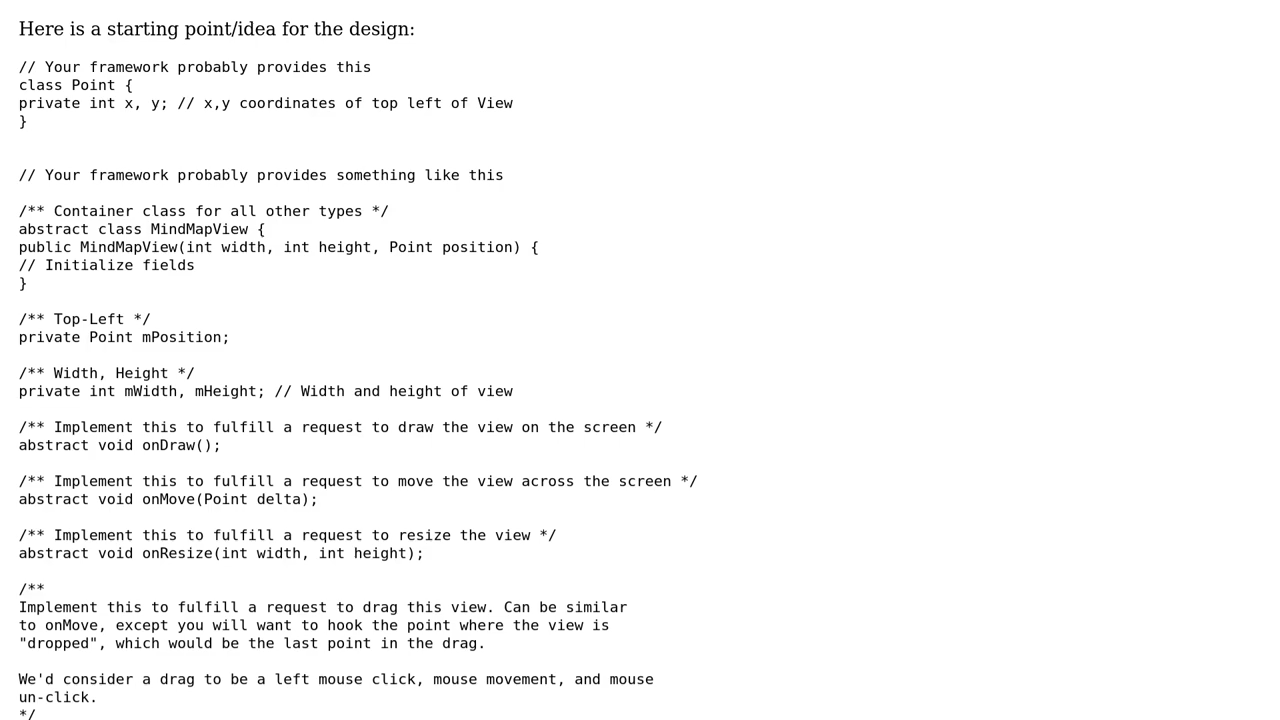 Here is a starting point/idea for the design:
// Your framework probably provides this
class Point {
private int x, y; // x,y coordinates of top left of View
}
// Your framework probably provides something like this
/** Container class for all other types */
abstract class MindMapView {
public MindMapView(int width, int height, Point position) {
// Initialize fields
}
/** Top-Left */
private Point mPosition;
/** Width, Height */
private int mWidth, mHeight; // Width and height of view
/** Implement this to fulfill a request to draw the view on the screen */
abstract void onDraw();
/** Implement this to fulfill a request to move the view across the screen */
abstract void onMove(Point delta);
/** Implement this to fulfill a request to resize the view */
abstract void onResize(int width, int height);
/**
Implement this to fulfill a request to drag this view. Can be similar
to onMove, except you will want to hook the point where the view is
"dropped", which would be the last point in the drag.
We'd consider a drag to be a left mouse click, mouse movement, and mouse
un-click.
*/